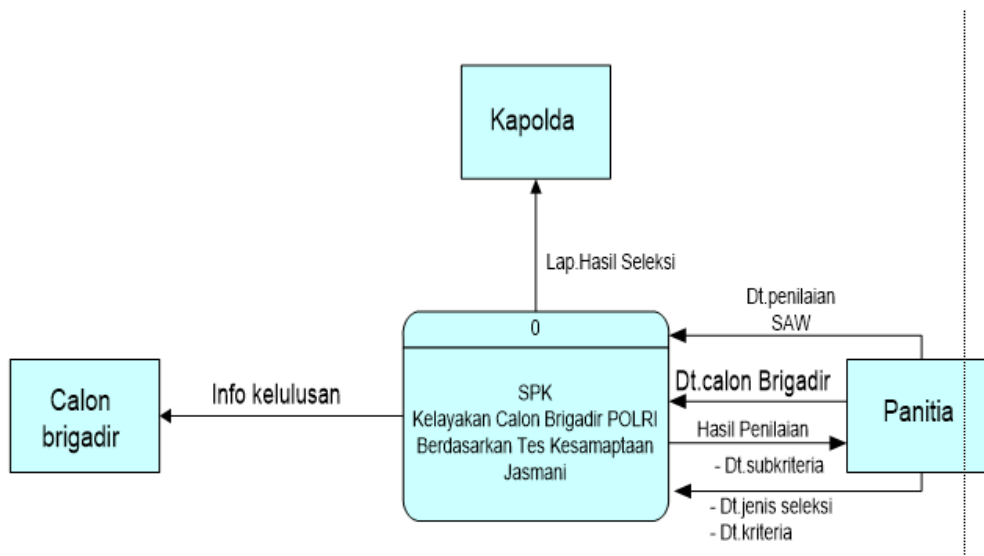 Kapolda
Lap.Hasil Seleksi
Dt.penilaian
SAW
0
SPK
Kelayakan Calon Brigadir POLRI
Berdasarkan Tes Kesamaptaan
Jasmani
Calon
brigadir
Info kelulusan
Dt.calon Brigadir
Hasil Penilaian
- Dt.subkriteria
- Dt.jenis seleksi
- Dt.kriteria
Panitia